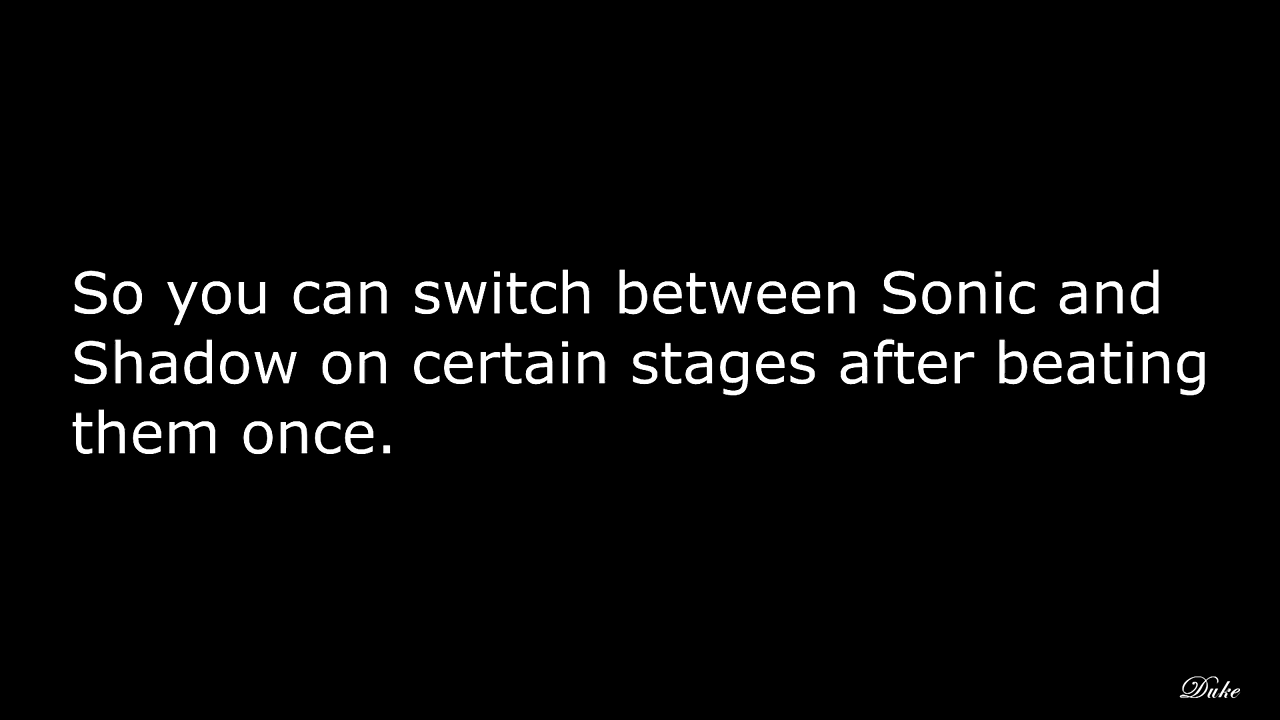 So you can switch between Sonic and
Shadow on certain stages after beating
them once.
Duke